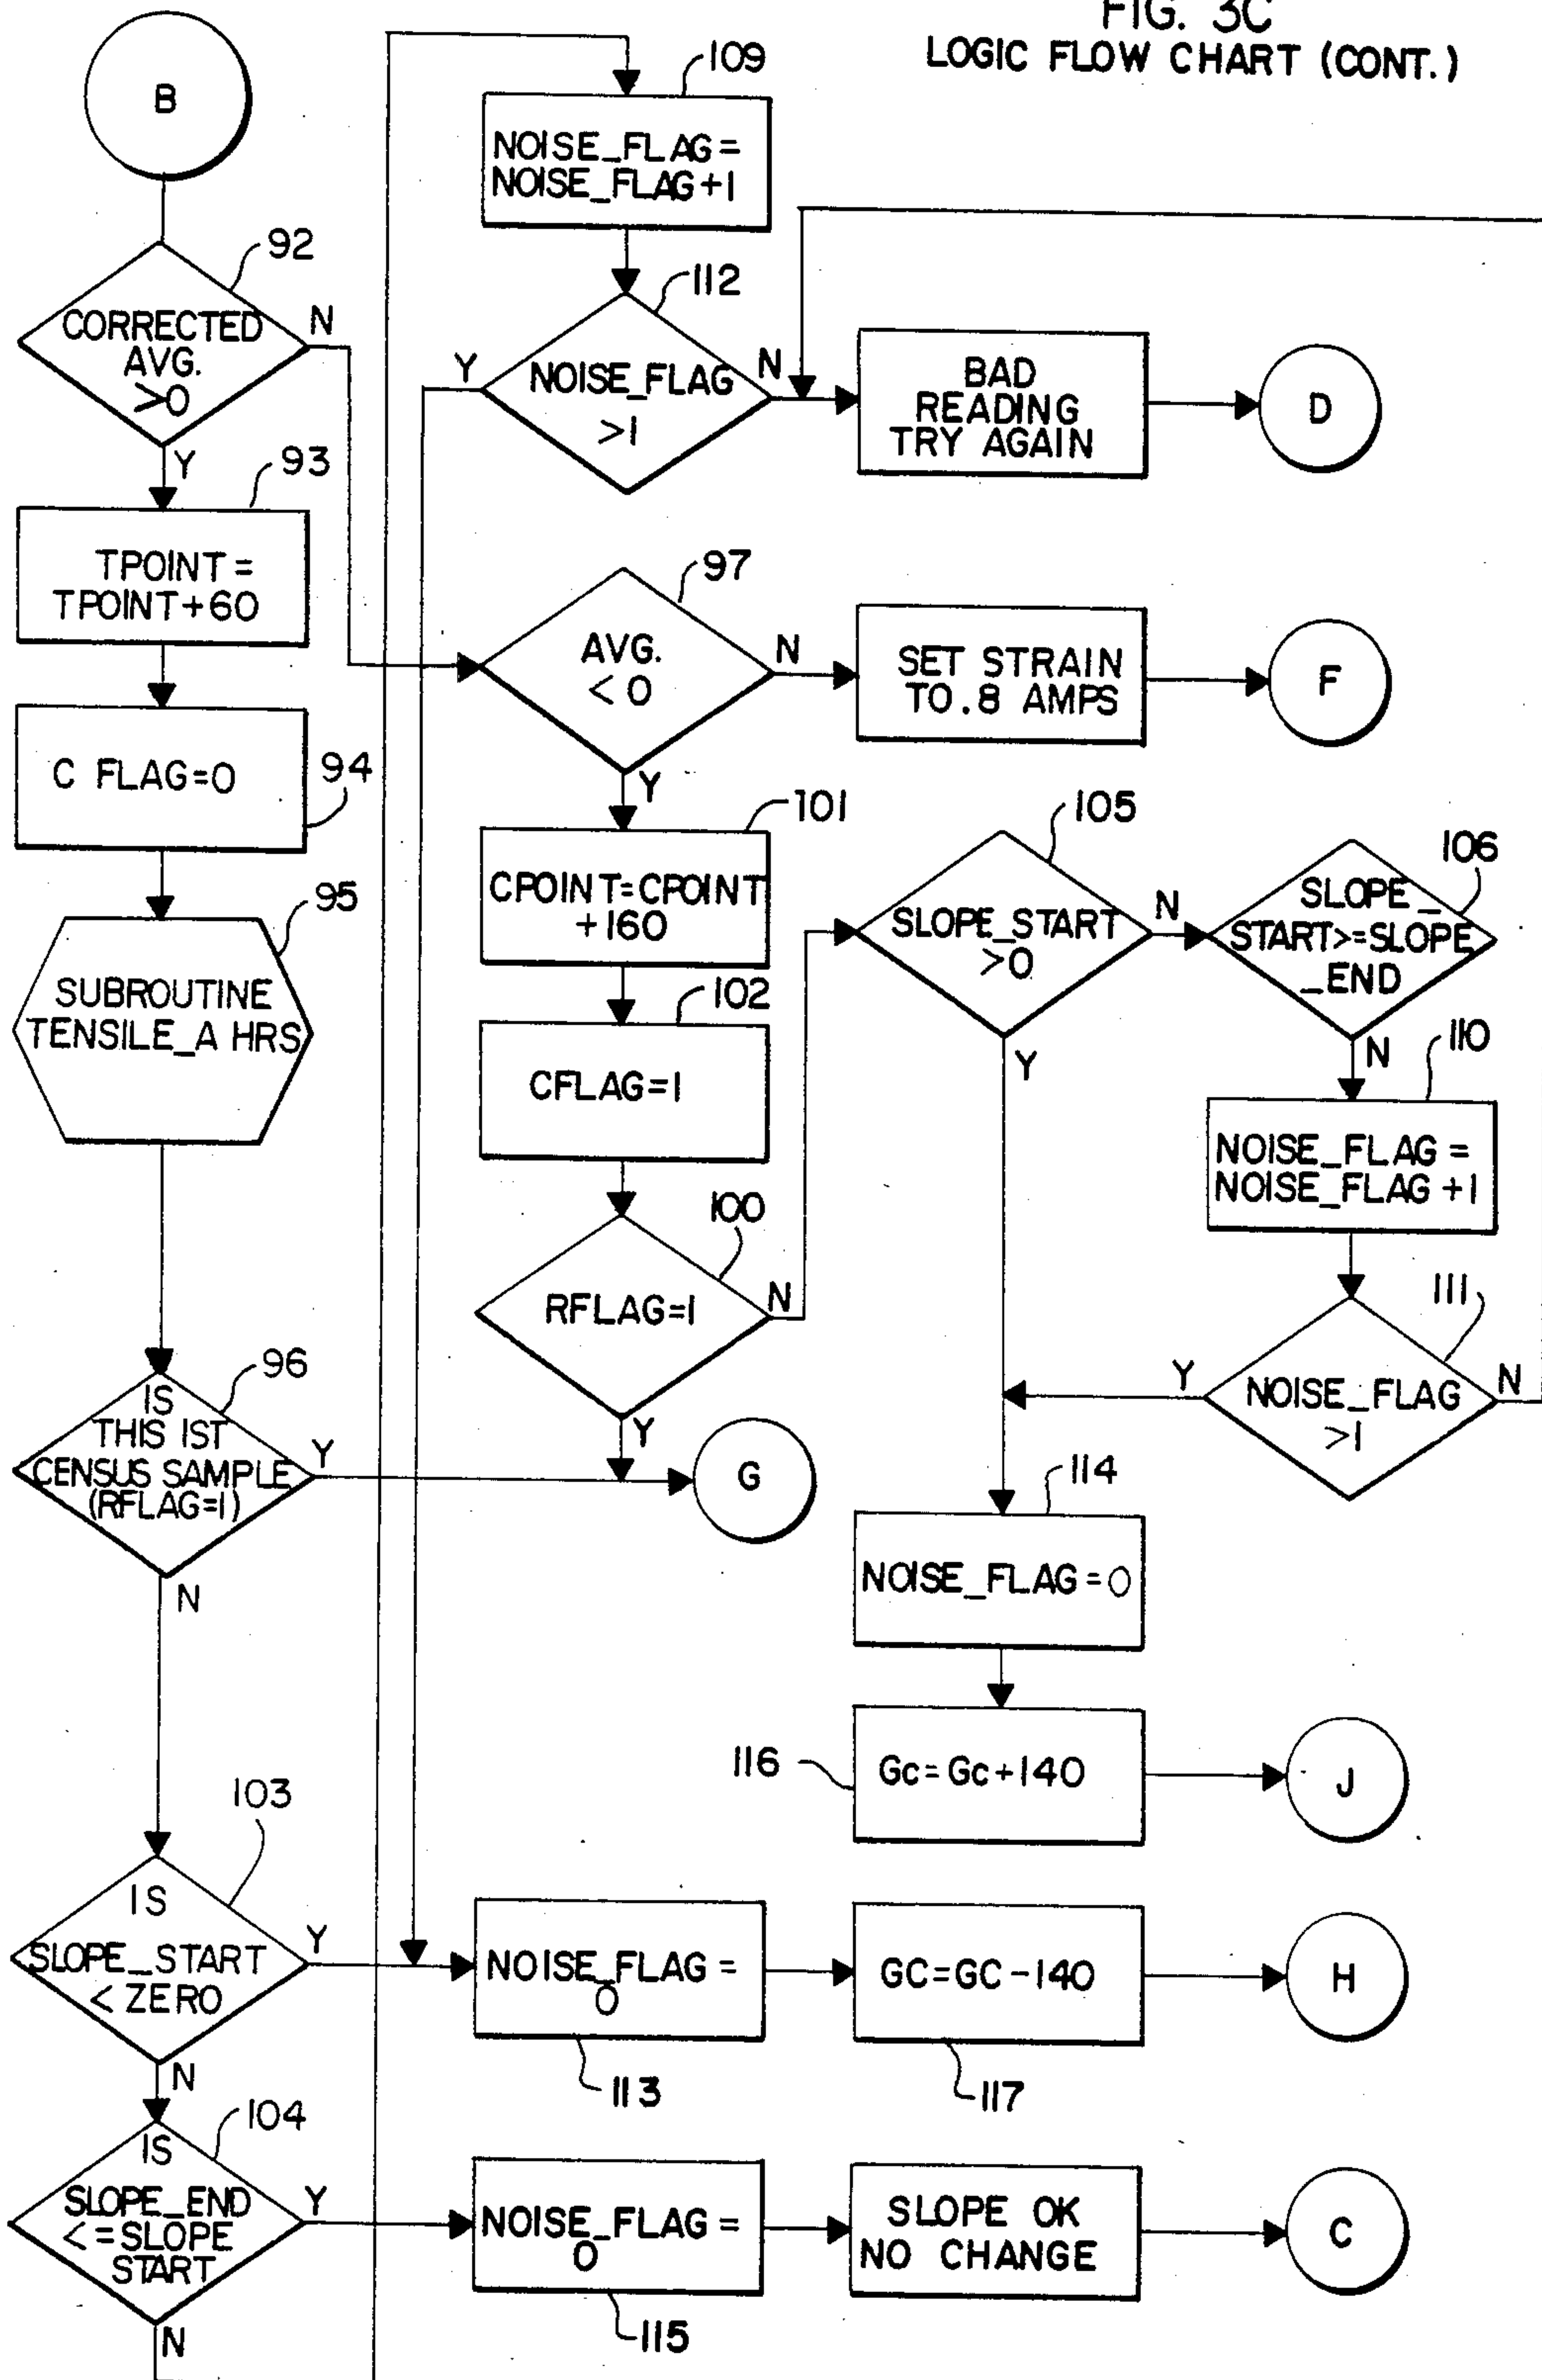 FIG. 3C
LOGIC FLOW CHART (CONT.)
B
92
CORRECTED
AVG.
>0
N
Y
93
TPOINT=
TPOINT+60
C FLAG=0
94
95
SUBROUTINE
TENSILE_A HRS
96
IS
THIS IST
CENSUS SAMPLE
(RFLAG=1)
Y
N
103
IS
SLOPE_START
< ZERO
Y
N
104
IS
SLOPE_END
<=SLOPE
START
Y
N
109
NOISE_FLAG=
NOISE_FLAG+1
112
NOISE_FLAG
>1
Y
N
BAD
READING
TRY AGAIN
D
97
AVG.
< 0
N
Y
SET STRAIN
TO.8 AMPS
F
101
CPOINT=CPOINT
+160
102
CFLAG=1
100
RFLAG=1
N
Y
G
105
SLOPE_START
>0
N
Y
106
SLOPE_
START>=SLOPE
_END
N
110
NOISE_FLAG=
NOISE_FLAG+1
111
NOISE_FLAG
>1
Y
N
114
NOISE_FLAG=0
116
Gc=Gc+140
J
NOISE_FLAG=
0
113
GC=GC-140
117
H
NOISE_FLAG=
0
115
SLOPE OK
NO CHANGE
C